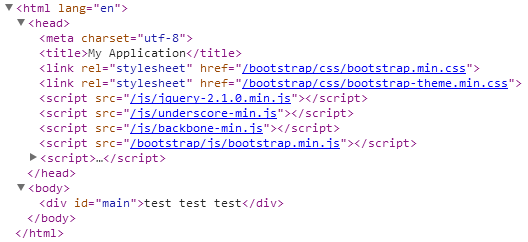 <html lang="en">
<head>
<meta charset="utf-8">
<title>My Application</title>
<link rel="stylesheet" href="/bootstrap/css/bootstrap.min.css">
<link rel="stylesheet" href="/bootstrap/css/bootstrap-theme.min.css">
<script src="/js/jquery-2.1.0.min.js"></script>
<script src="/js/underscore-min.js"></script>
<script src="/js/backbone-min.js"></script>
<script src="/bootstrap/js/bootstrap.min.js"></script>
<script>…</script>
</head>
<body>
<div id="main">test test test</div>
</body>
</html>